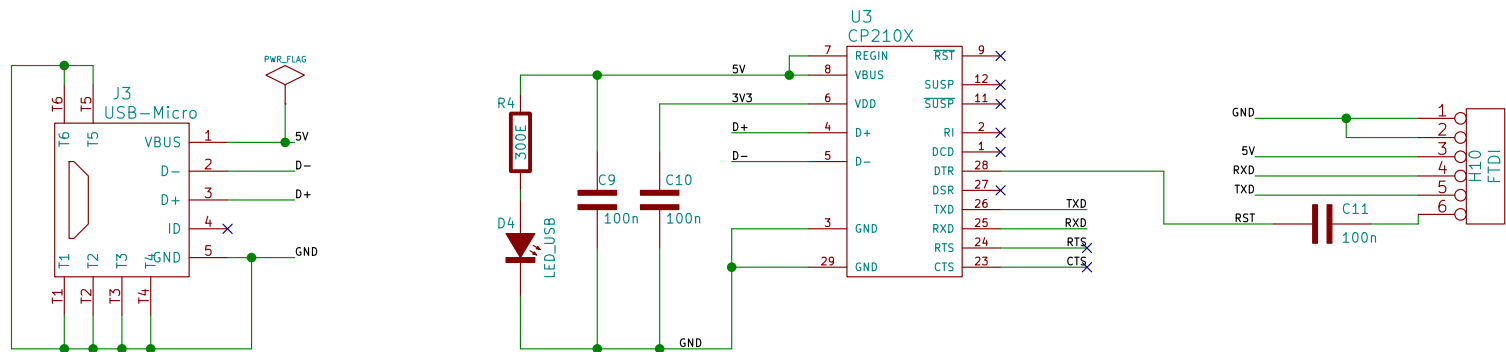 PWR_FLAG
J3
USB-Micro
T6
T5
T6
T5
VBUS 1 5V
D- 2 D-
D+ 3 D+
ID 4
GND 5 GND
T1
T2
T3
T4
T1
T2
T3
T4
R4
300E
D4
LED_USB
C9
100n
C10
100n
5V
3V3
D+
D-
GND
U3
CP210X
7 REGIN
8 VBUS
6 VDD
4 D+
5 D-
3 GND
29 GND
RST 9
SUSP 12
SUSP 11
RI 2
DCD 1
DTR 28
DSR 27
TXD 26 TXD
RXD 25 RXD
RTS 24 RTS
CTS 23 CTS
GND 1
2
5V 3
RXD 4
TXD 5
RST 6
C11
100n
H10
FTDI